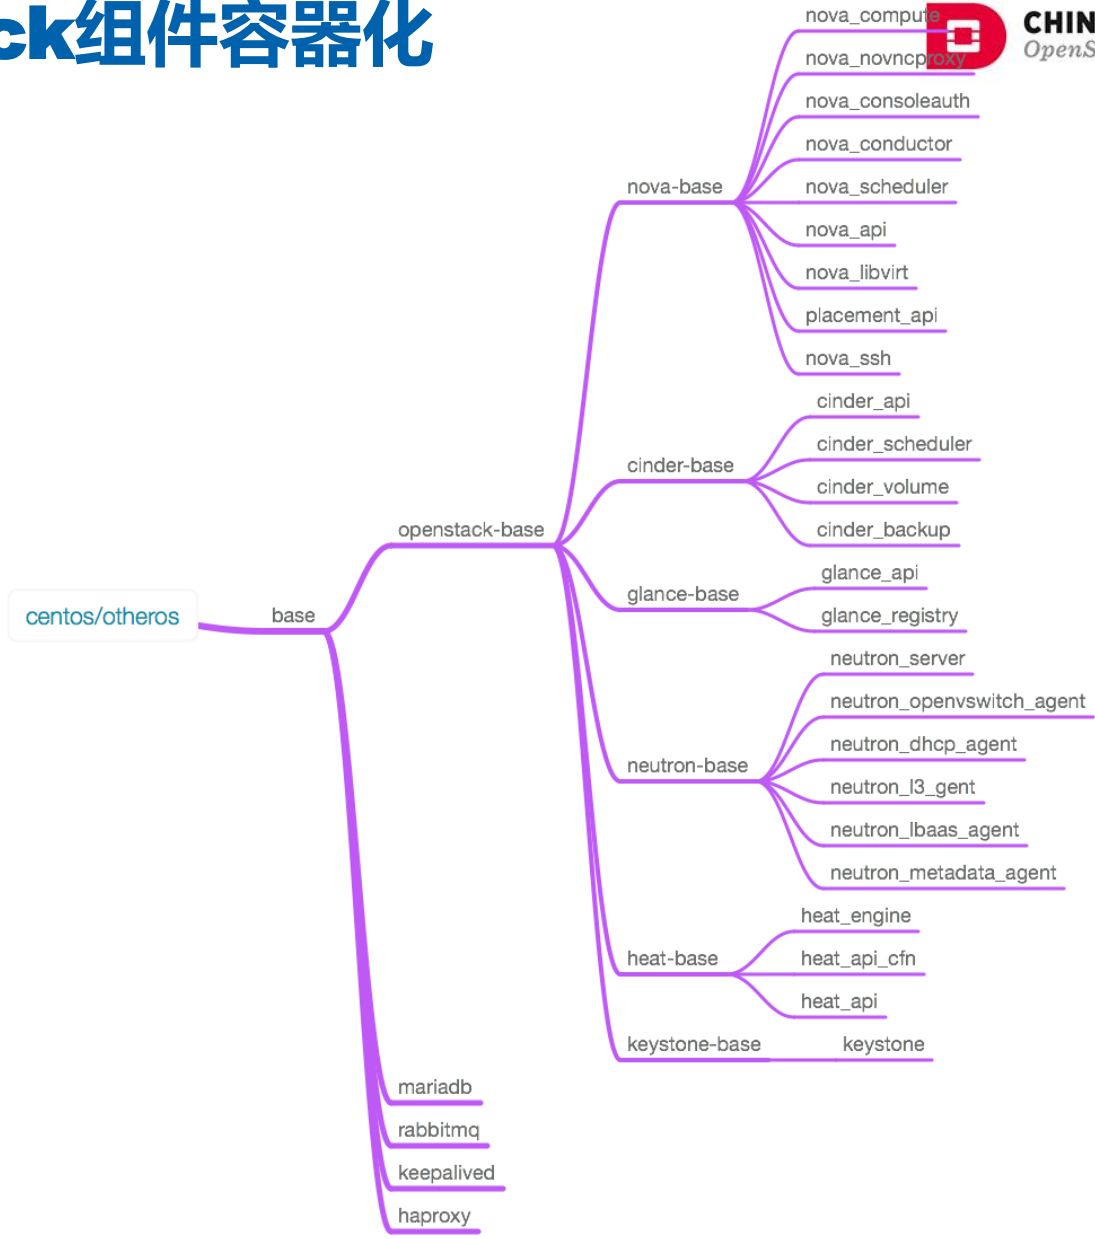 ck组件容器化
CHIN
OpenS
nova_compute
nova_novncproxy
nova_consoleauth
nova_conductor
nova-base
nova_scheduler
nova_api
nova_libvirt
placement_api
nova_ssh
cinder_api
cinder_scheduler
cinder-base
cinder_volume
cinder_backup
openstack-base
glance_api
glance-base
glance_registry
centos/otheros
base
neutron_server
neutron_openvswitch_agent
neutron_dhcp_agent
neutron-base
neutron_l3_gent
neutron_lbaas_agent
neutron_metadata_agent
heat_engine
heat-base
heat_api_cfn
heat_api
keystone-base
keystone
mariadb
rabbitmq
keepalived
haproxy